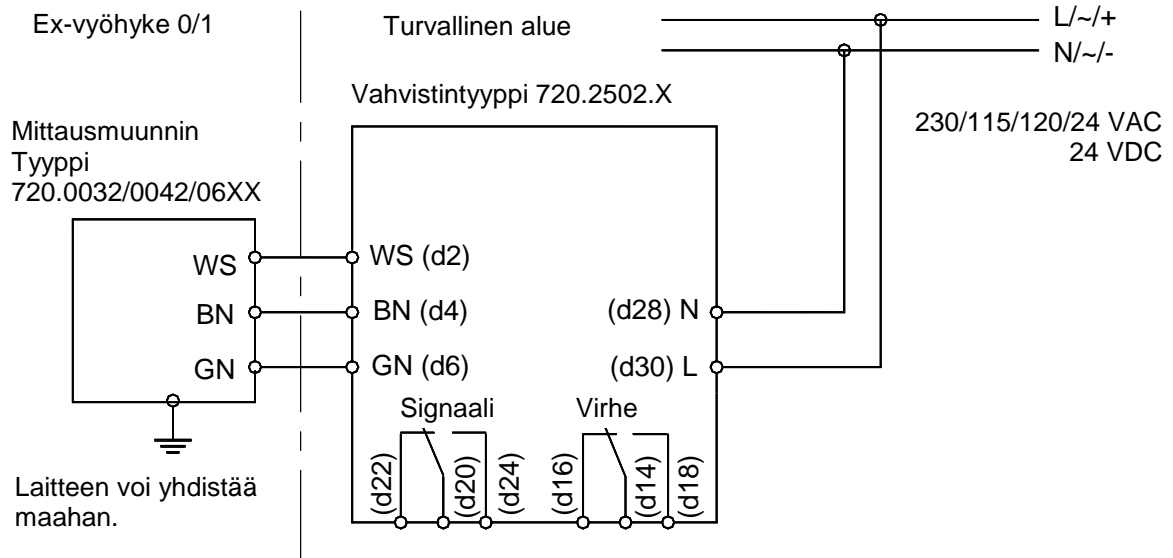 Ex-vyöhyke 0/1
Turvallinen alue
L/~/+
N/~/-
Vahvistintyyppi 720.2502.X
230/115/120/24 VAC
24 VDC
Mittausmuunnin
Tyyppi
720.0032/0042/06XX
WS
WS (d2)
BN
BN (d4)
(d28) N
GN
GN (d6)
(d30) L
Signaali
Virhe
(d22)
(d20)
(d24)
(d16)
(d14)
(d18)
Laitteen voi yhdistää
maahan.